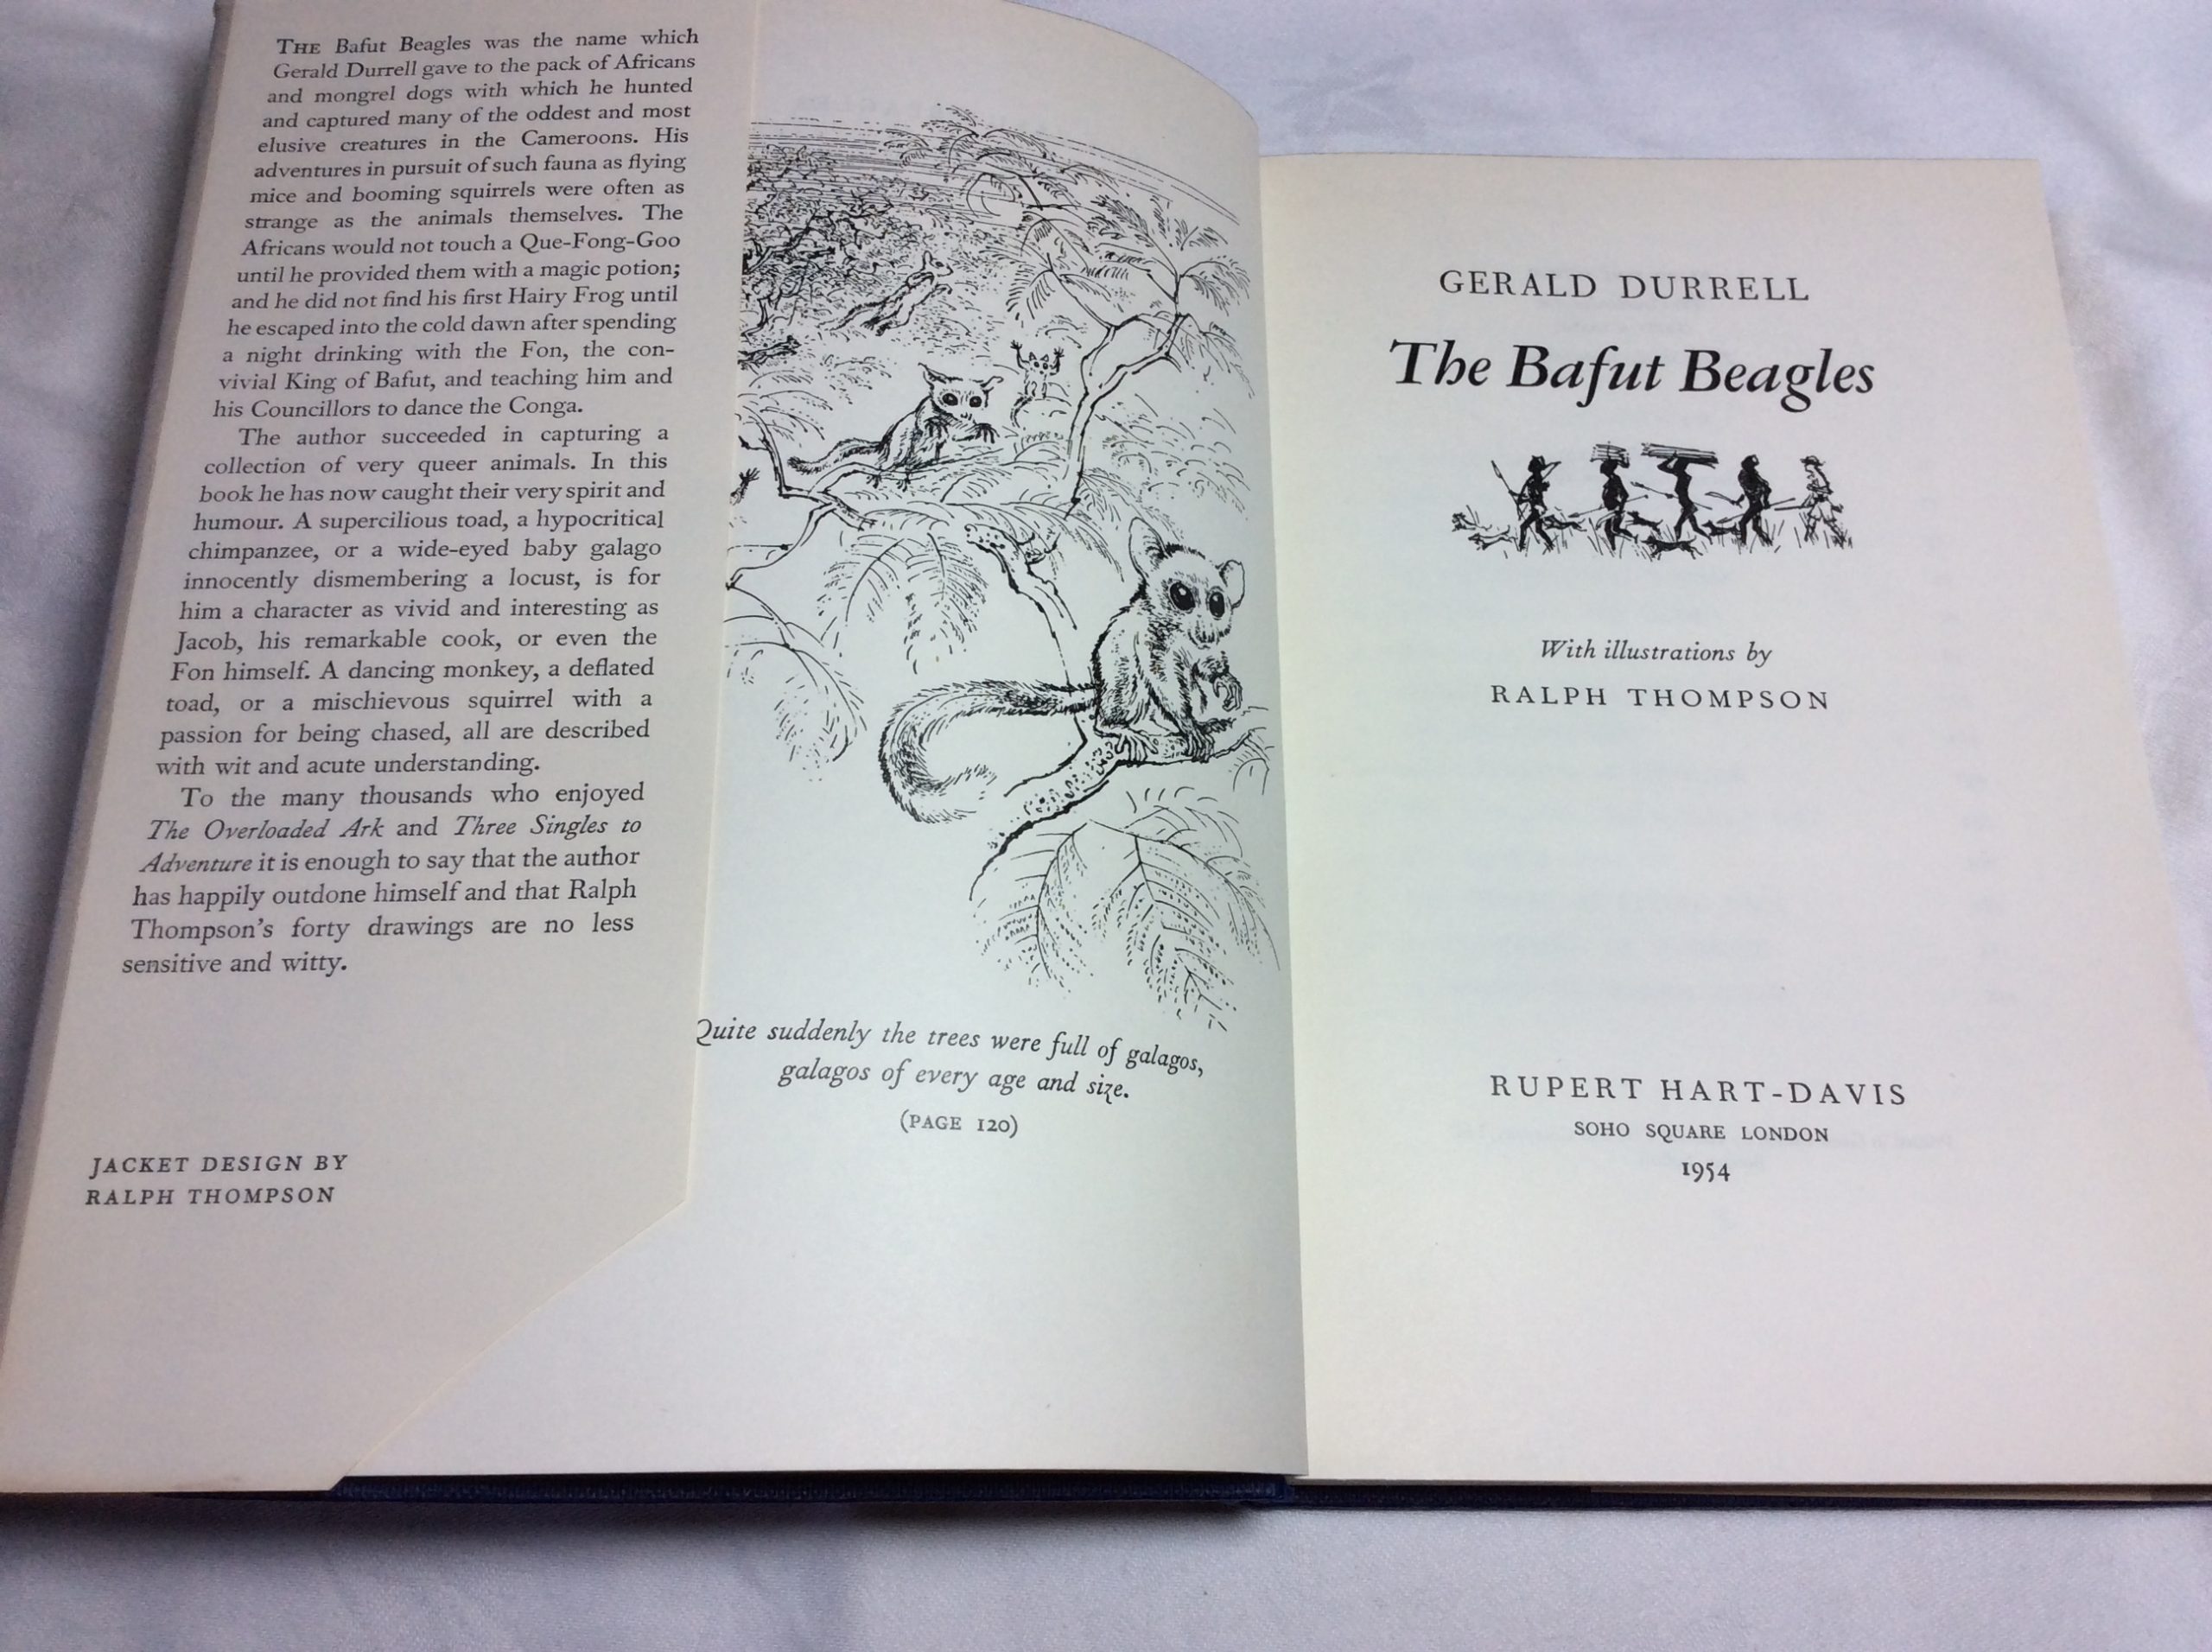 THE Bafut Beagles was the name which
Gerald Durrell gave to the pack of Africans
and mongrel dogs with which he hunted
and captured many of the oddest and most
elusive creatures in the Cameroons. His
adventures in pursuit of such fauna as flying
mice and booming squirrels were often as
strange as the animals themselves. The
Africans would not touch a Que-Fong-Goo
until he provided them with a magic potion;
and he did not find his first Hairy Frog until
he escaped into the cold dawn after spending
a night drinking with the Fon, the con-
vivial King of Bafut, and teaching him and
his Councillors to dance the Conga.
The author succeeded in capturing a
collection of very queer animals. In this
book he has now caught their very spirit and
humour. A supercilious toad, a hypocritical
chimpanzee, or a wide-eyed baby galago
innocently dismembering a locust, is for
him a character as vivid and interesting as
Jacob, his remarkable cook, or even the
Fon himself. A dancing monkey, a deflated
toad, or a mischievous squirrel with a
passion for being chased, all are described
with wit and acute understanding.
To the many thousands who enjoyed
The Overloaded Ark and Three Singles to
Adventure it is enough to say that the author
has happily outdone himself and that Ralph
Thompson's forty drawings are no less
sensitive and witty.
JACKET DESIGN BY
RALPH THOMPSON
Quite suddenly the trees were full of galagos,
galagos of every age and size.
(PAGE 120)
GERALD DURRELL
The Bafut Beagles
With illustrations by
RALPH THOMPSON
RUPERT HART-DAVIS
SOHO SQUARE LONDON
1954